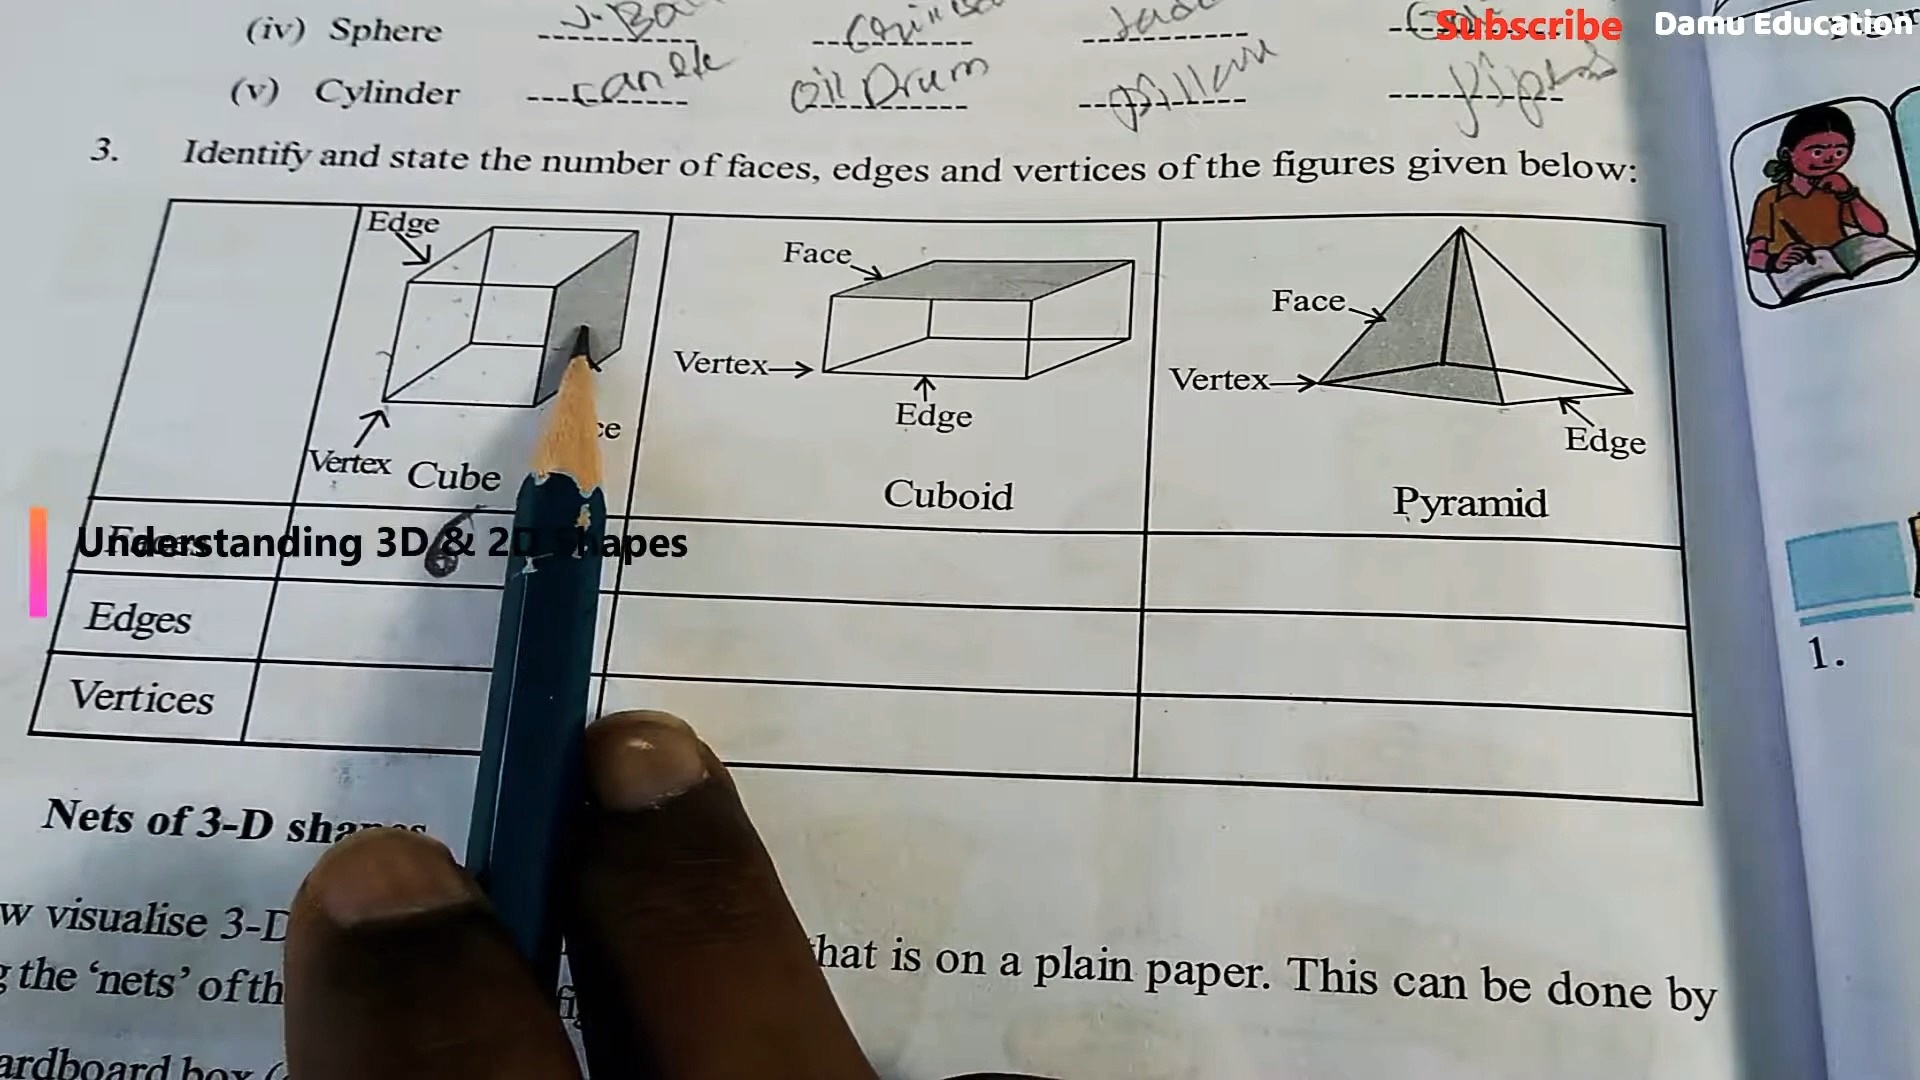 Subscribe Damu Education
(iv) Sphere
(v) Cylinder candle oil Drum pillar
3. Identify and state the number of faces, edges and vertices of the figures given below:
Edge
Vertex Cube
Face
Vertex
Edge
Cuboid
Face
Vertex
Edge
Pyramid
Faces 6
Understanding 3D & 2D Shapes
Edges
Vertices
Nets of 3-D shapes
w visualise 3-D hat is on a plain paper. This can be done by
g the 'nets' of th
ardboard box (
1.